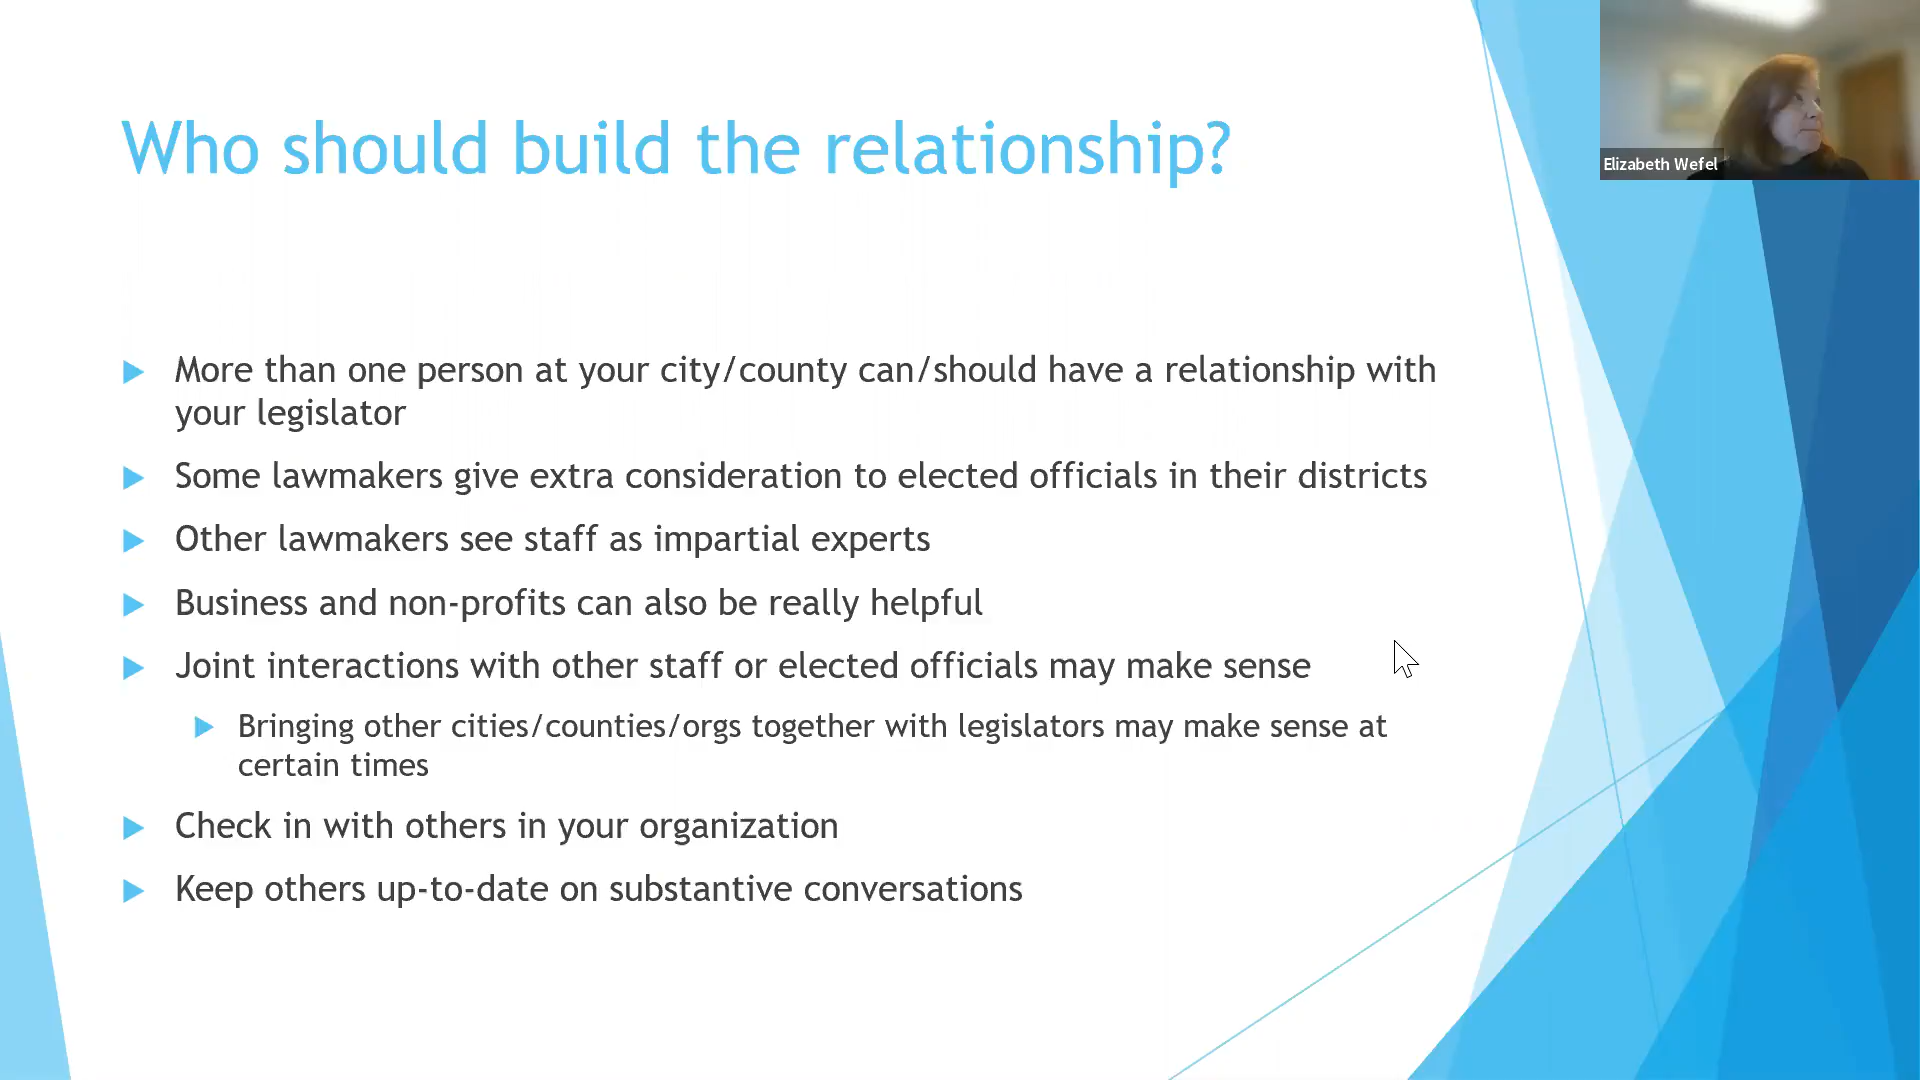 Who should build the relationship?
Elizabeth Wefel
More than one person at your city/county can/should have a relationship with
your legislator
Some lawmakers give extra consideration to elected officials in their districts
Other lawmakers see staff as impartial experts
Business and non-profits can also be really helpful
Joint interactions with other staff or elected officials may make sense
Bringing other cities/counties/orgs together with legislators may make sense at
certain times
Check in with others in your organization
Keep others up-to-date on substantive conversations